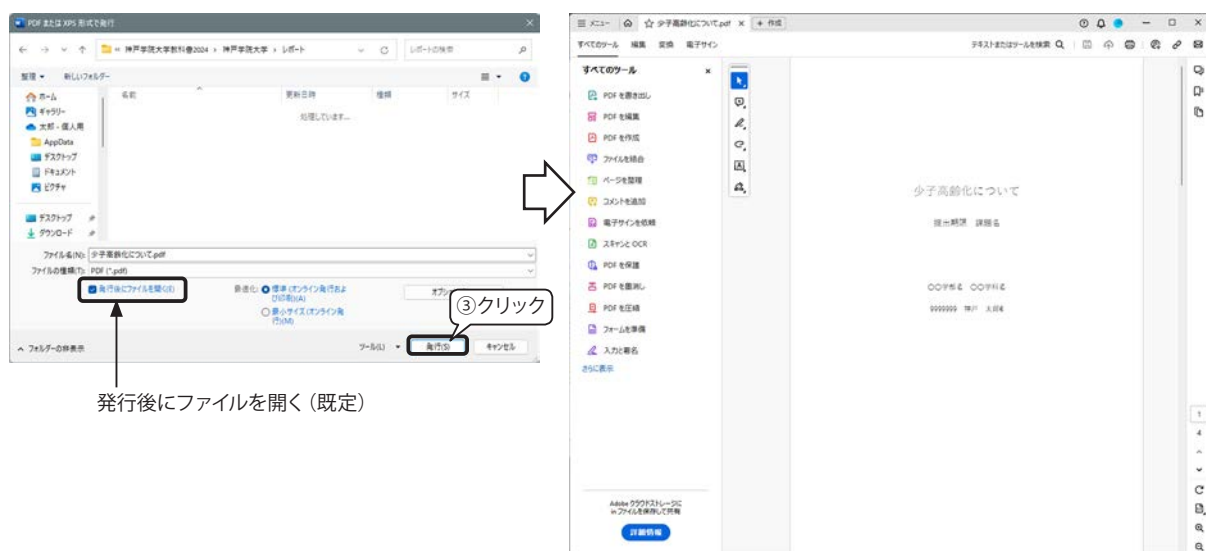 PDF または XPS 形式で発行
« 神戸学院大学教科書2024 › 神戸学院大学 › レポート
レポートの検索
整理
新しいフォルダー
ホーム
ギャラリー
太郎 - 個人用
AppData
デスクトップ
ドキュメント
ピクチャ
デスクトップ
ダウンロード
名前
更新日時
種類
サイズ
処理しています...
ファイル名(N): 少子高齢化について.pdf
ファイルの種類(T): PDF (*.pdf)
発行後にファイルを開く(E)
最適化:
標準 (オンライン発行およ
び印刷)(A)
最小サイズ (オンライン発
行)(M)
③クリック
フォルダーの非表示
ツール(L)
発行(S)
キャンセル
発行後にファイルを開く（既定）
メニュー
少子高齢化について.pdf
+ 作成
すべてのツール 編集 変換 電子サイン
テキストまたはツールを検索
すべてのツール
PDF を書き出し
PDF を編集
PDF を作成
ファイルを結合
ページを整理
コメントを追加
電子サインを依頼
スキャンと OCR
PDF を保護
PDF を墨消し
PDF を圧縮
フォームを準備
入力と署名
さらに表示
Adobe クラウドストレージに
ファイルを保存して共有
詳細情報
少子高齢化について
提出期限 課題名
〇〇学部 〇〇学科
9999999 神戸 太郎
1
4